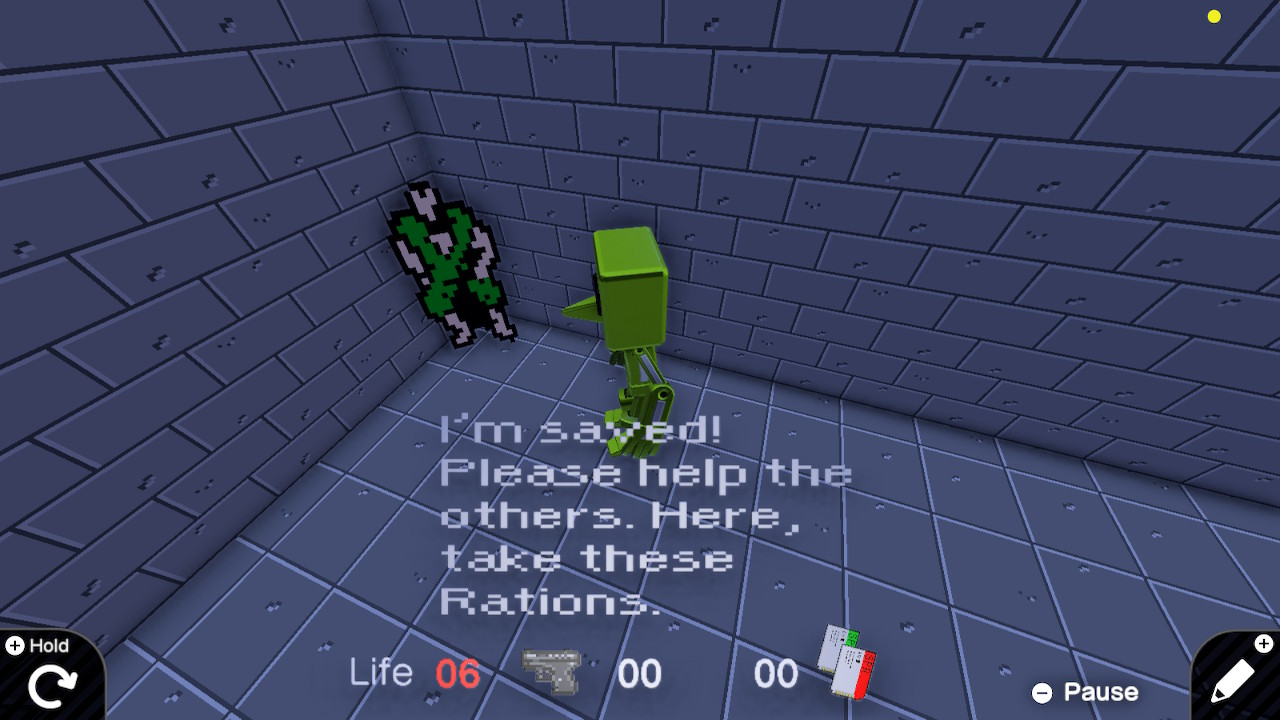 I'm saved!
Please help the
others. Here,
take these
Rations.
Hold
Life 06 00 00
Pause